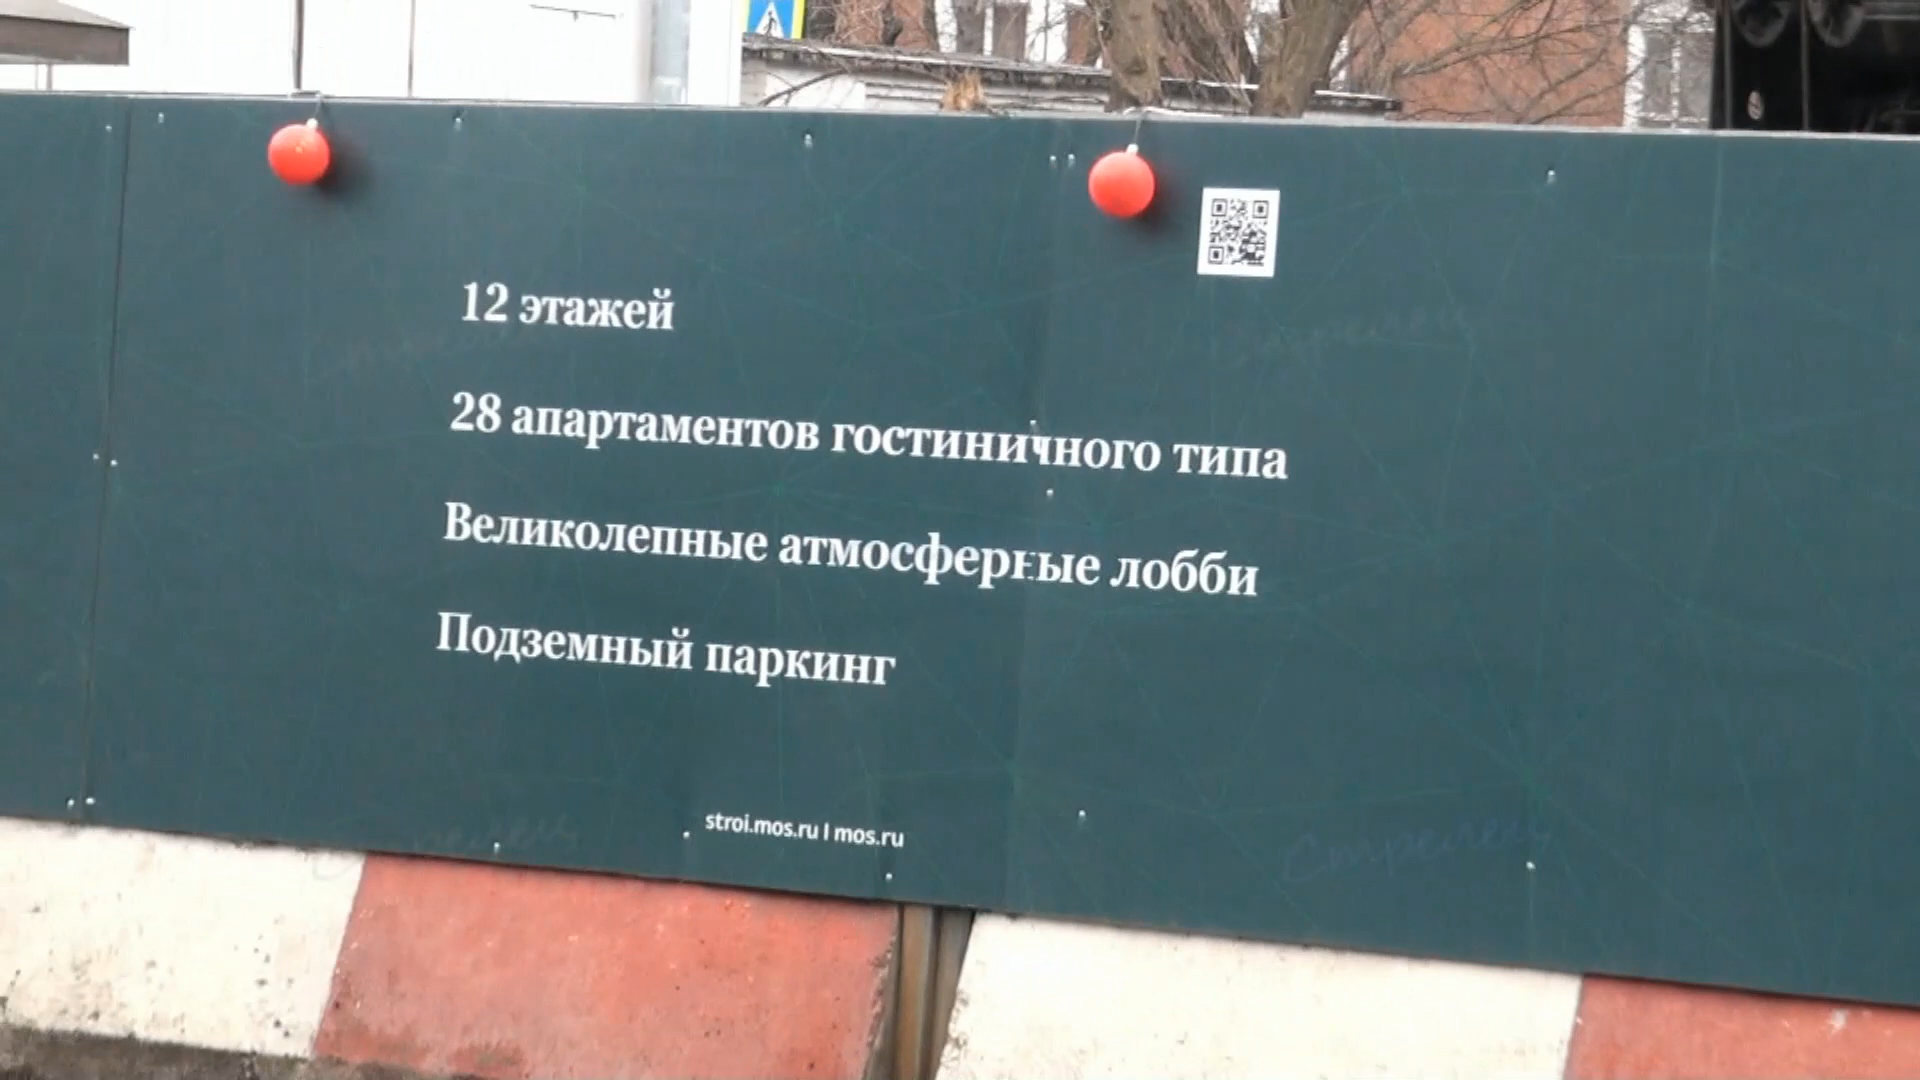 12 этажей
28 апартаментов гостиничного типа
Великолепные атмосферные лобби
Подземный паркинг
stroi.mos.ru | mos.ru